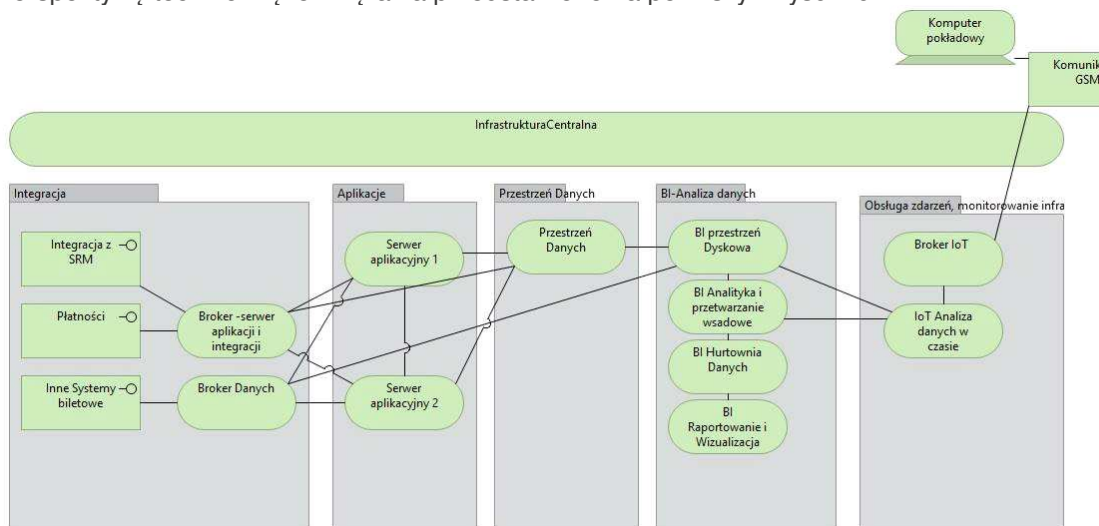 Komputer
pokładowy
Komunik
GSM
InfrastrukturaCentralna
Integracja
Aplikacje
Przestrzeń Danych
BI-Analiza danych
Obsługa zdarzeń, monitorowanie infra
Integracja z
SRM
Płatności
Inne Systemy
biletowe
Broker -serwer
aplikacji i
integracji
Broker Danych
Serwer
aplikacyjny 1
Serwer
aplikacyjny 2
Przestrzeń
Danych
BI przestrzeń
Dyskowa
BI Analityka i
przetwarzanie
wsadowe
BI Hurtownia
Danych
BI
Raportowanie i
Wizualizacja
Broker IoT
IoT Analiza
danych w
czasie